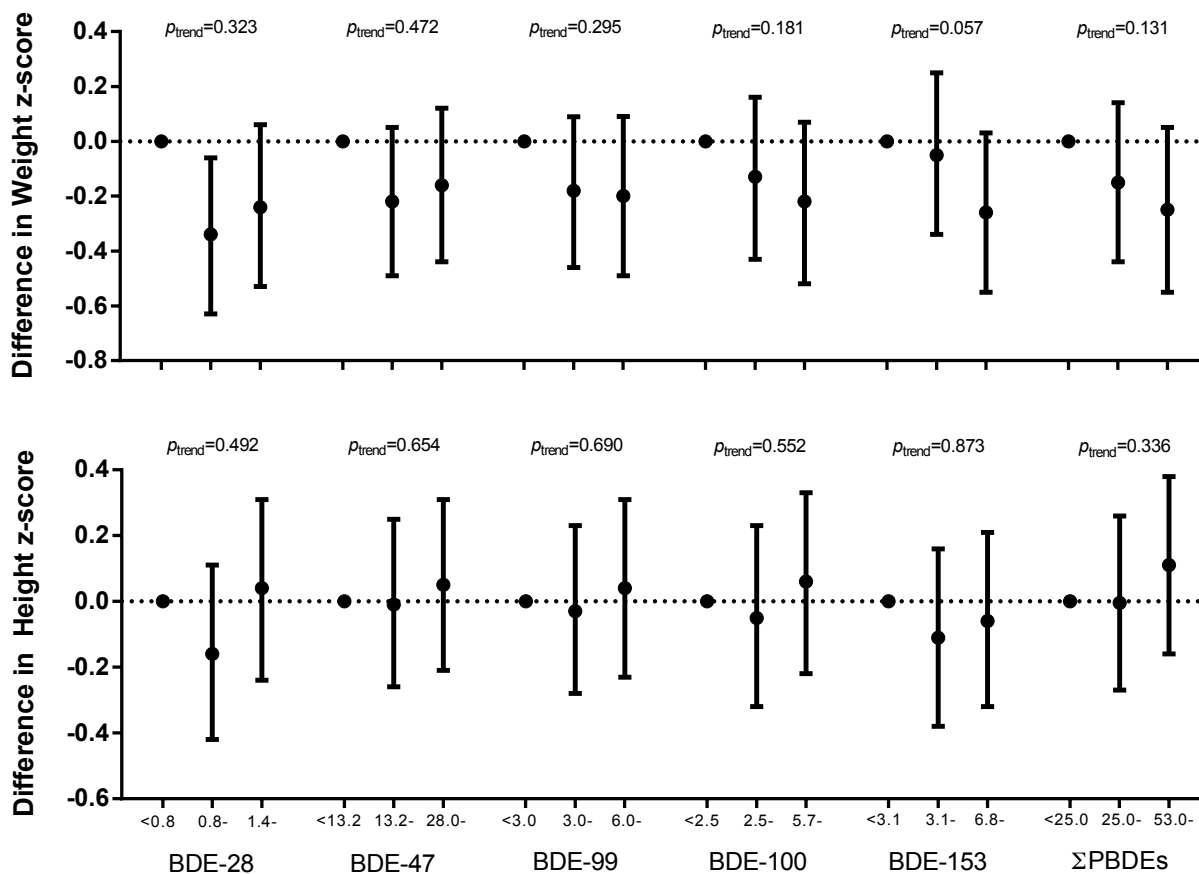 p_trend=0.323 p_trend=0.472 p_trend=0.295 p_trend=0.181 p_trend=0.057 p_trend=0.131
Difference in Weight z-score
0.4
0.2
0.0
-0.2
-0.4
-0.6
-0.8
p_trend=0.492 p_trend=0.654 p_trend=0.690 p_trend=0.552 p_trend=0.873 p_trend=0.336
Difference in Height z-score
0.4
0.2
0.0
-0.2
-0.4
-0.6
<0.8 0.8- 1.4- <13.2 13.2- 28.0- <3.0 3.0- 6.0- <2.5 2.5- 5.7- <3.1 3.1- 6.8- <25.0 25.0- 53.0-
BDE-28 BDE-47 BDE-99 BDE-100 BDE-153 ΣPBDEs